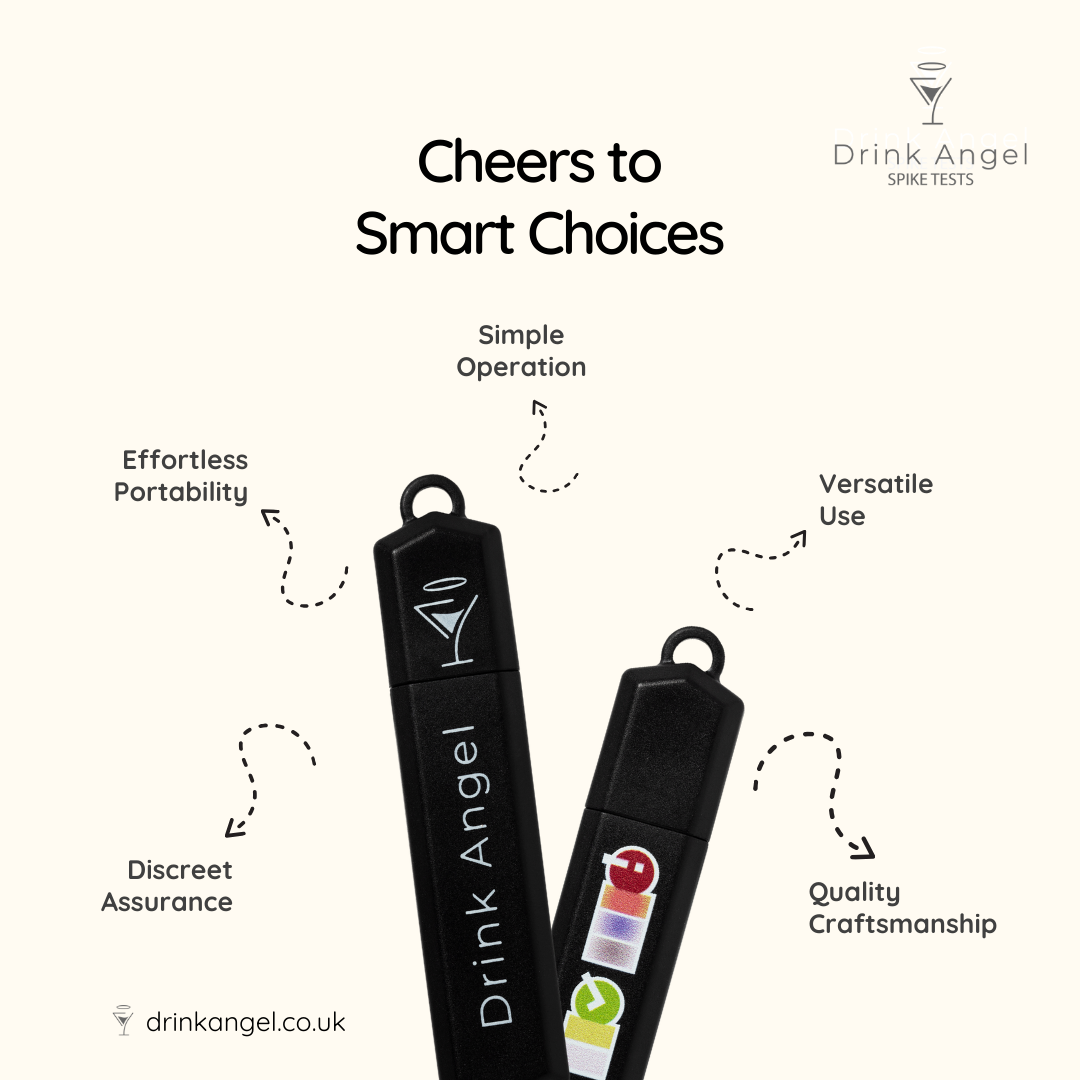 Drink Angel
SPIKE TESTS
Cheers to
Smart Choices
Simple
Operation
Effortless
Portability
Versatile
Use
Discreet
Assurance
Quality
Craftsmanship
Drink Angel
drinkangel.co.uk